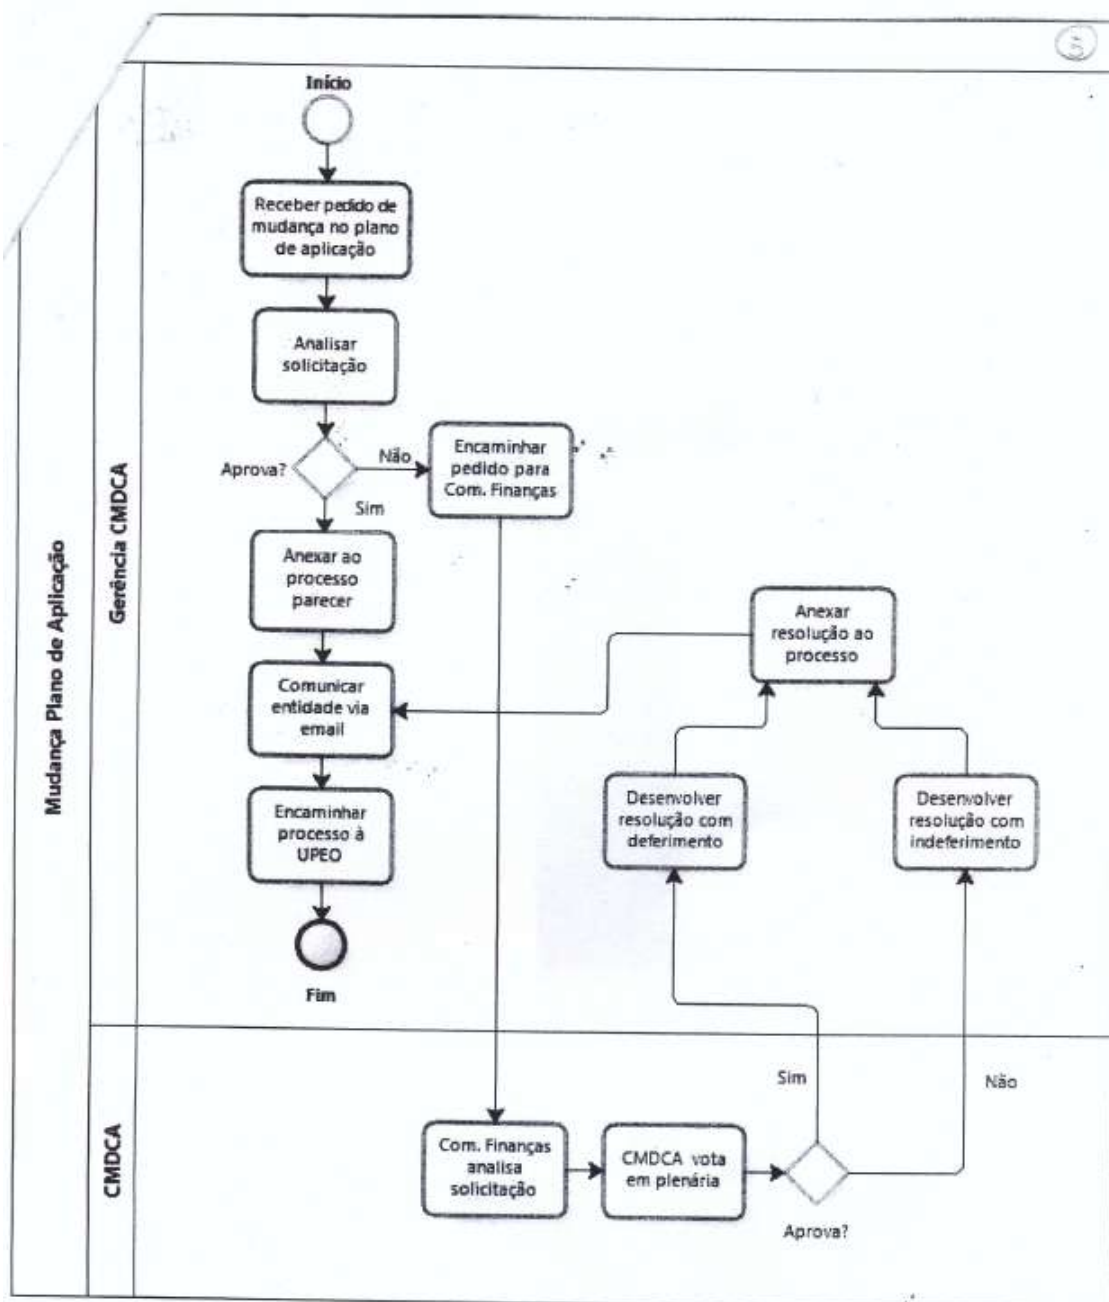 Início
Receber pedido de
mudança no plano
de aplicação
Analisar
solicitação
Aprova?
Não
Encaminhar
pedido para
Com. Finanças
Sim
Anexar ao
processo
parecer
Comunicar
entidade via
email
Encaminhar
processo à
UPEO
Fim
Anexar
resolução ao
processo
Desenvolver
resolução com
deferimento
Desenvolver
resolução com
indeferimento
Mudança Plano de Aplicação
Gerência CMDCA
CMDCA
Com. Finanças
analisa
solicitação
CMDCA vota
em plenária
Sim
Não
Aprova?